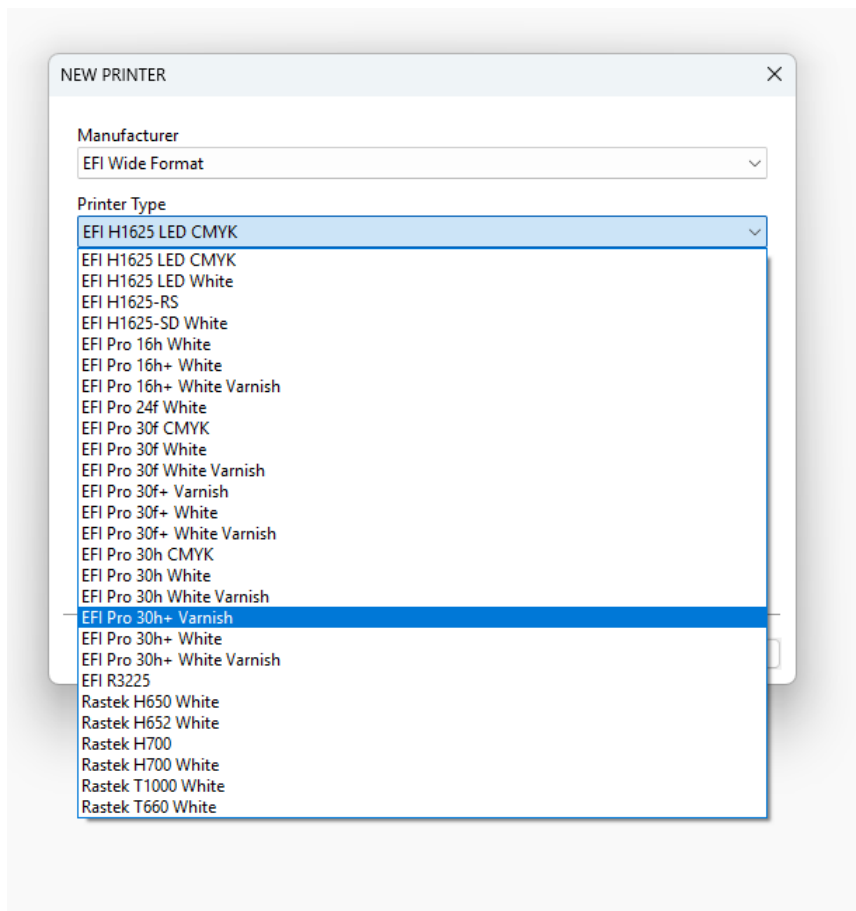 NEW PRINTER
Manufacturer
EFI Wide Format
Printer Type
EFI H1625 LED CMYK
EFI H1625 LED CMYK
EFI H1625 LED White
EFI H1625-RS
EFI H1625-SD White
EFI Pro 16h White
EFI Pro 16h+ White
EFI Pro 16h+ White Varnish
EFI Pro 24f White
EFI Pro 30f CMYK
EFI Pro 30f White
EFI Pro 30f White Varnish
EFI Pro 30f+ Varnish
EFI Pro 30f+ White
EFI Pro 30f+ White Varnish
EFI Pro 30h CMYK
EFI Pro 30h White
EFI Pro 30h White Varnish
EFI Pro 30h+ Varnish
EFI Pro 30h+ White
EFI Pro 30h+ White Varnish
EFI R3225
Rastek H650 White
Rastek H652 White
Rastek H700
Rastek H700 White
Rastek T1000 White
Rastek T660 White